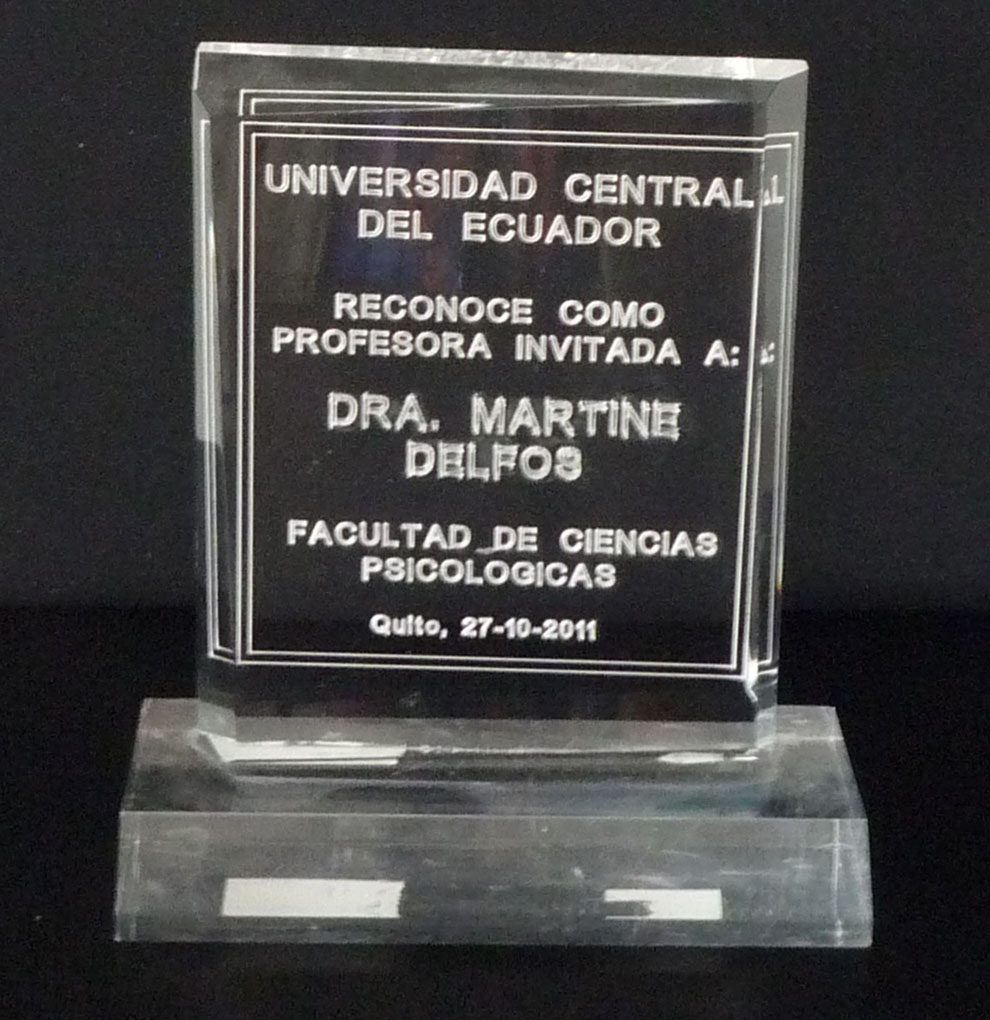 UNIVERSIDAD CENTRAL
DEL ECUADOR
RECONOCE COMO
PROFESORA INVITADA A:
DRA. MARTINE
DELFOS
FACULTAD DE CIENCIAS
PSICOLOGICAS
Quito, 27-10-2011